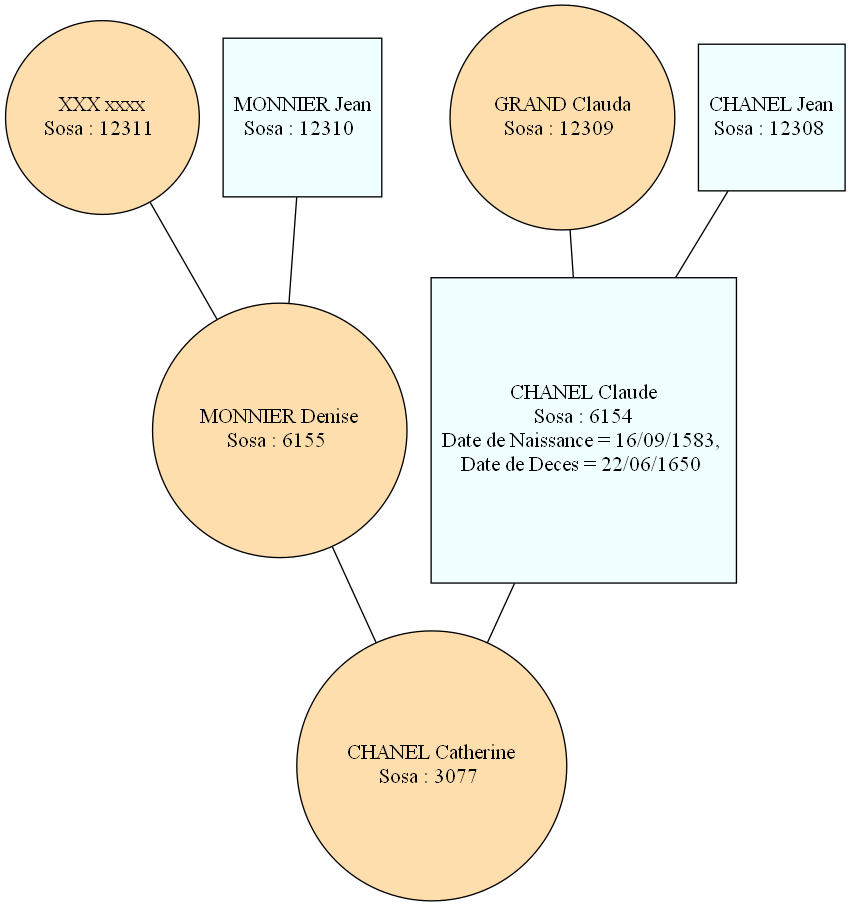 XXX xxxx
Sosa : 12311
MONNIER Jean
Sosa : 12310
GRAND Clauda
Sosa : 12309
CHANEL Jean
Sosa : 12308
MONNIER Denise
Sosa : 6155
CHANEL Claude
Sosa : 6154
Date de Naissance = 16/09/1583,
Date de Deces = 22/06/1650
CHANEL Catherine
Sosa : 3077